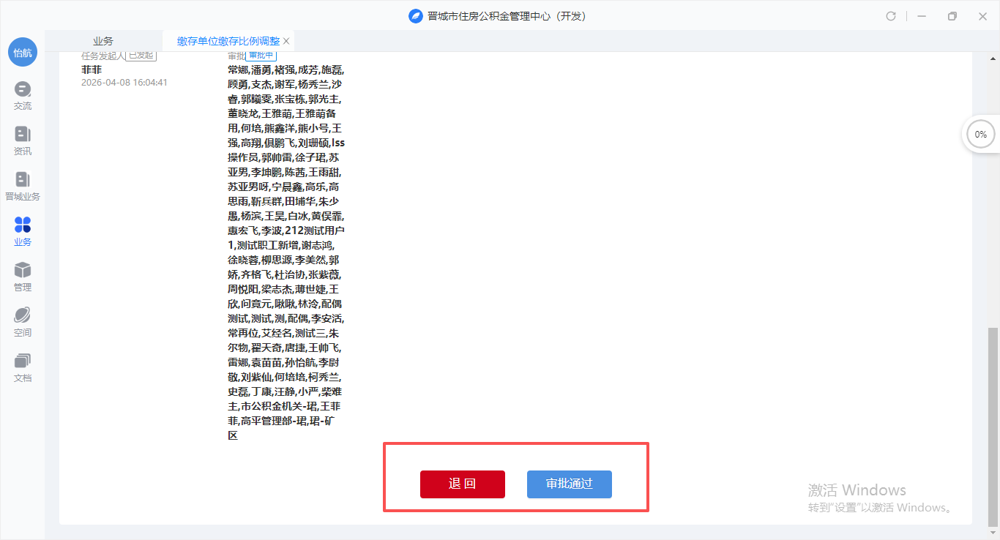 晋城市住房公积金管理中心（开发）
业务
缴存单位缴存比例调整
怡航
交流
资讯
晋城业务
业务
管理
空间
文档
任务发起人 已发起
菲菲
2026-04-08 16:04:41
审批 审批中
常娜,潘勇,褚强,成芳,施磊,
顾勇,支杰,谢军,杨秀兰,沙
睿,郭曦雯,张宝栋,郭光主,
董晓龙,王雅萌,王雅萌备
用,何培,熊鑫洋,熊小号,王
强,高翔,俱鹏飞,刘珊硕,lss
操作员,郭帅雷,徐子珺,苏
亚男,李坤鹏,陈茜,王雨甜,
苏亚男呀,宁晨鑫,高乐,高
思雨,靳兵群,田埔华,朱少
愚,杨滨,王昊,白冰,黄俣霏,
惠宏飞,李波,212测试用户
1,测试职工新增,谢志鸿,
徐晓蓉,柳思源,李美然,郭
娇,齐格飞,杜治协,张紫薇,
周悦阳,梁志杰,薄世婕,王
欣,问竟元,啾啾,林泠,配偶
测试,测试,测,配偶,李安活,
常再位,艾经名,测试三,朱
尔物,翟天奇,唐捷,王帅飞,
雷娜,袁苗苗,孙怡航,李尉
敬,刘紫仙,何培培,柯秀兰,
史磊,丁康,汪静,小严,柴难
主,市公积金机关-珺,王菲
菲,高平管理部-珺,珺-矿
区
0%
退 回
审批通过
激活 Windows
转到"设置"以激活 Windows。